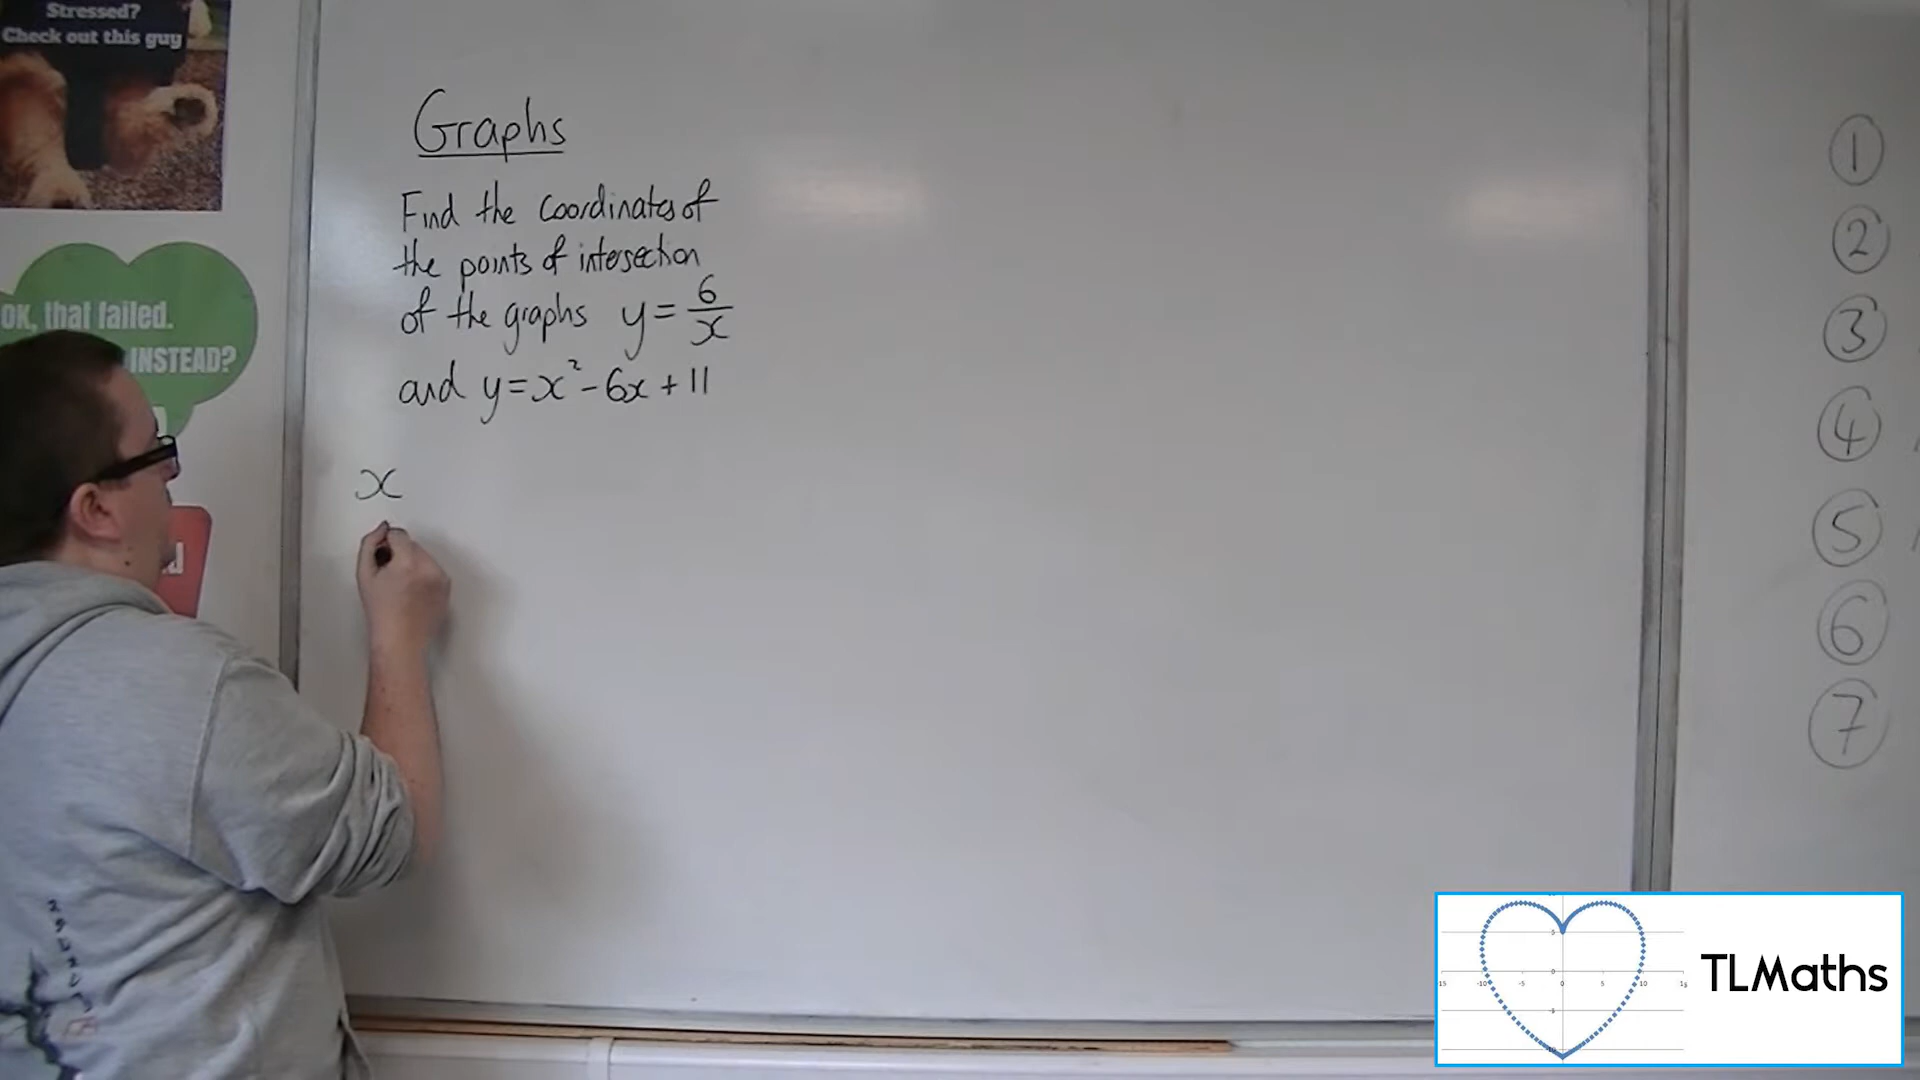 Stressed?
Check out this guy
OK, that failed.
INSTEAD?
Graphs
Find the coordinates of
the points of intersection
of the graphs y = 6/x
and y = x² - 6x + 11
x
①
②
③
④
⑤
⑥
⑦
TLMaths